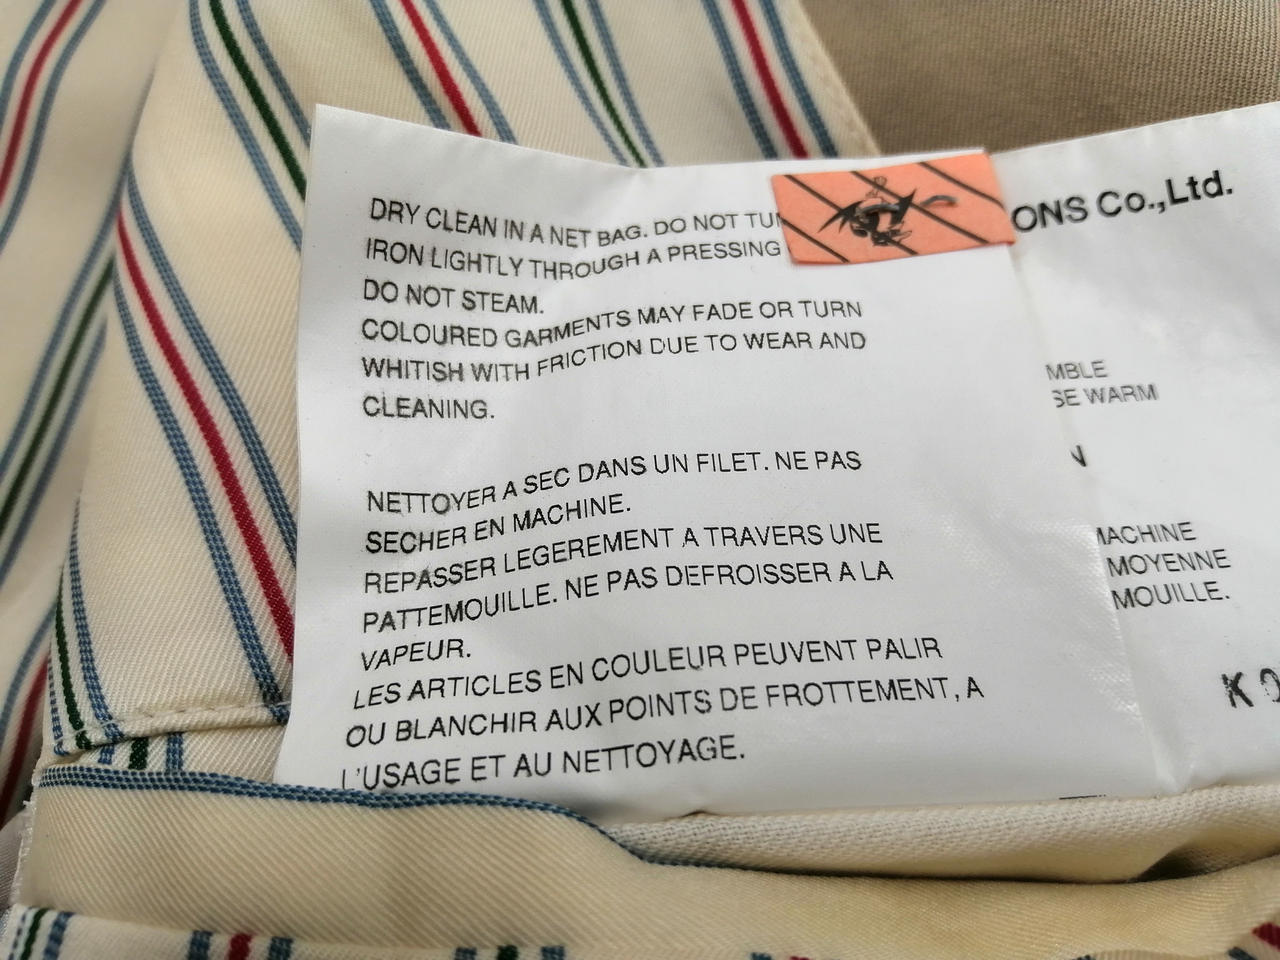 DRY CLEAN IN A NET BAG. DO NOT
IRON LIGHTLY THROUGH A PRESSING
DO NOT STEAM.
COLOURED GARMENTS MAY FADE OR TURN
WHITISH WITH FRICTION DUE TO WEAR AND
CLEANING.
NETTOYER A SEC DANS UN FILET. NE PAS
SECHER EN MACHINE.
REPASSER LEGEREMENT A TRAVERS UNE
PATTEMOUILLE. NE PAS DEFROISSER A LA
VAPEUR.
LES ARTICLES EN COULEUR PEUVENT PALIR
OU BLANCHIR AUX POINTS DE FROTTEMENT, A
L'USAGE ET AU NETTOYAGE.
ONS Co.,Ltd.
MBLE
SE WARM
N
MACHINE
MOYENNE
MOUILLE.
K